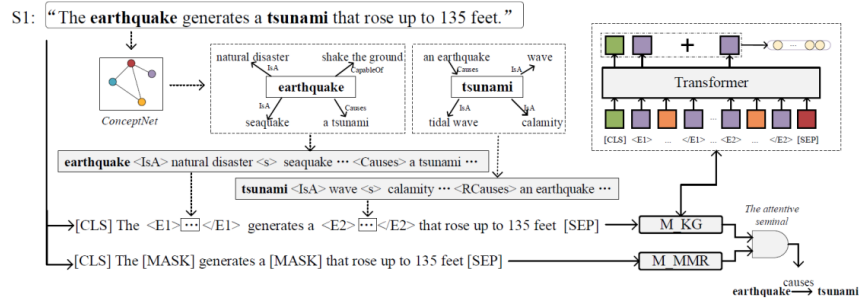 S1: “The earthquake generates a tsunami that rose up to 135 feet.”
ConceptNet
natural disaster
shake the ground
IsA
CapableOf
earthquake
IsA
Causes
seaquake
a tsunami
an earthquake
wave
Causes
IsA
tsunami
IsA
IsA
tidal wave
calamity
Transformer
[CLS] <E1> ... </E1> ... <E2> ... </E2> [SEP]
earthquake <IsA> natural disaster <s> seaquake ⋯ <Causes> a tsunami ⋯
tsunami <IsA> wave <s> calamity ⋯ <RCauses> an earthquake ⋯
[CLS] The <E1> ⋯ </E1> generates a <E2> ⋯ </E2> that rose up to 135 feet [SEP]
M_KG
The attentive
seminal
[CLS] The [MASK] generates a [MASK] that rose up to 135 feet [SEP]
M_MMR
causes
earthquake tsunami